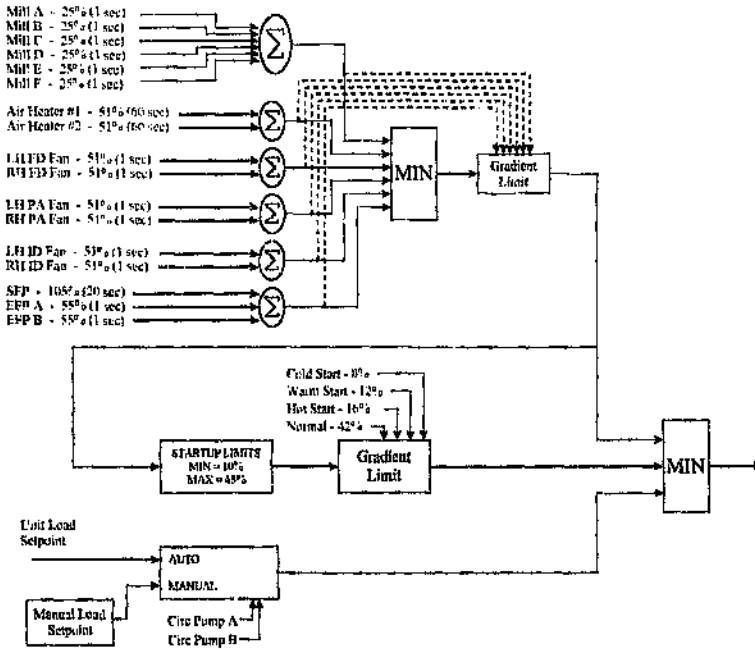 Mill A - 25% (1 sec)
Mill B - 25% (1 sec)
Mill C - 25% (1 sec)
Mill D - 25% (1 sec)
Mill E - 25% (1 sec)
Mill F - 25% (1 sec)
Σ
Air Heater #1 - 51% (60 sec)
Air Heater #2 - 51% (60 sec)
Σ
LH FD Fan - 51% (1 sec)
RH FD Fan - 51% (1 sec)
Σ
LH PA Fan - 51% (1 sec)
RH PA Fan - 51% (1 sec)
Σ
LH ID Fan - 51% (1 sec)
RH ID Fan - 51% (1 sec)
Σ
SFP - 105% (20 sec)
EFP A - 55% (1 sec)
EFP B - 55% (1 sec)
Σ
MIN
Gradient
Limit
Cold Start - 8%
Warm Start - 12%
Hot Start - 16%
Normal - 42%
STARTUP LIMITS
MIN = 10%
MAX = 45%
Gradient
Limit
MIN
Unit Load
Setpoint
AUTO
MANUAL
Manual Load
Setpoint
Circ Pump A
Circ Pump B